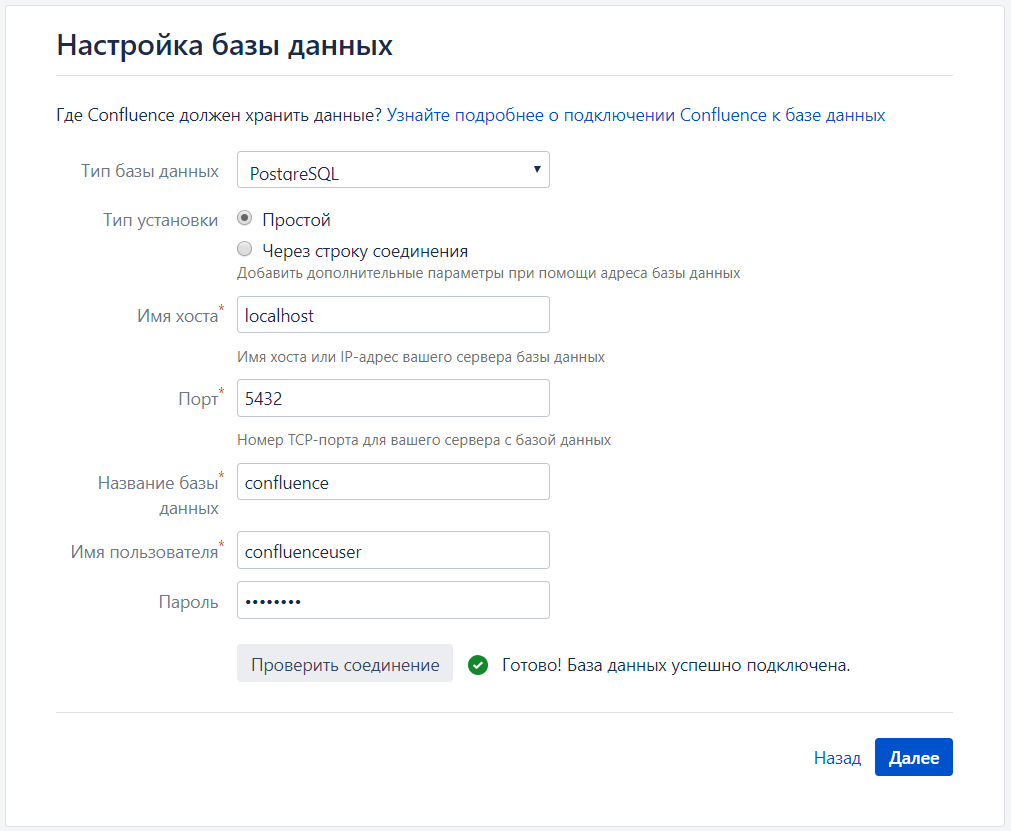 Настройка базы данных
Где Confluence должен хранить данные? Узнайте подробнее о подключении Confluence к базе данных
Тип базы данных PostgreSQL
Тип установки Простой
Через строку соединения
Добавить дополнительные параметры при помощи адреса базы данных
Имя хоста* localhost
Имя хоста или IP-адрес вашего сервера базы данных
Порт* 5432
Номер TCP-порта для вашего сервера с базой данных
Название базы* confluence
данных
Имя пользователя* confluenceuser
Пароль ••••••••
Проверить соединение Готово! База данных успешно подключена.
Назад Далее